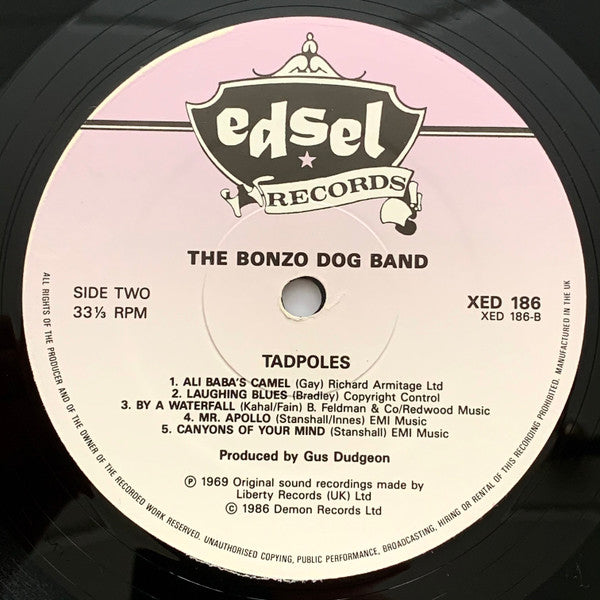 edsel
RECORDS
THE BONZO DOG BAND
SIDE TWO
33⅓ RPM
XED 186
XED 186-B
TADPOLES
1. ALI BABA'S CAMEL (Gay) Richard Armitage Ltd
2. LAUGHING BLUES (Bradley) Copyright Control
3. BY A WATERFALL (Kahal/Fain) B. Feldman & Co/Redwood Music
4. MR. APOLLO (Stanshall/Innes) EMI Music
5. CANYONS OF YOUR MIND (Stanshall) EMI Music
Produced by Gus Dudgeon
℗ 1969 Original sound recordings made by
Liberty Records (UK) Ltd
© 1986 Demon Records Ltd
ALL RIGHTS OF THE PRODUCER AND OF THE OWNER OF THE RECORDED WORK RESERVED. UNAUTHORISED COPYING, PUBLIC PERFORMANCE, BROADCASTING, HIRING OR RENTAL OF THIS RECORDING PROHIBITED. MANUFACTURED IN THE UK